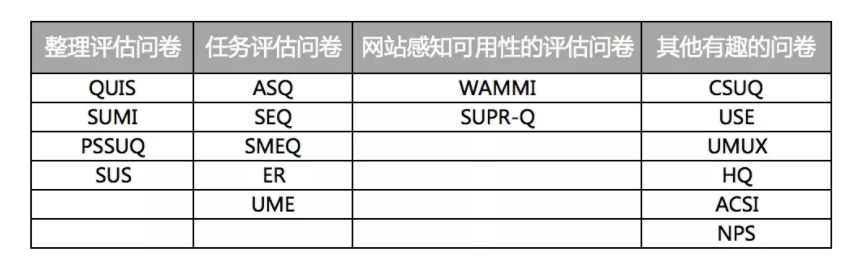 整理评估问卷 任务评估问卷 网站感知可用性的评估问卷 其他有趣的问卷
QUIS ASQ WAMMI CSUQ
SUMI SEQ SUPR-Q USE
PSSUQ SMEQ UMUX
SUS ER HQ
UME ACSI
NPS